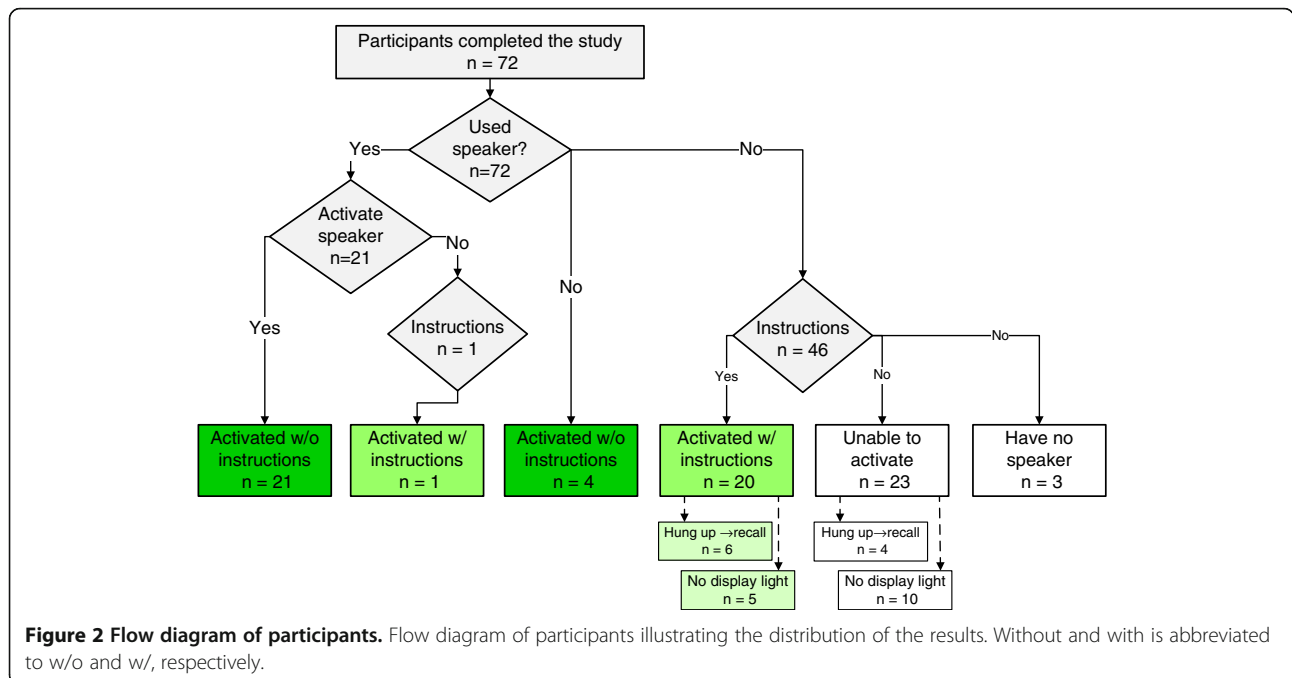 Participants completed the study
n = 72
Used
speaker?
n=72
Yes
No
Activate
speaker
n=21
No
Yes
Instructions
n = 1
No
Instructions
n = 46
Yes
No
No
Activated w/o
instructions
n = 21
Activated w/
instructions
n = 1
Activated w/o
instructions
n = 4
Activated w/
instructions
n = 20
Unable to
activate
n = 23
Have no
speaker
n = 3
Hung up →recall
n = 6
No display light
n = 5
Hung up→recall
n = 4
No display light
n = 10
Figure 2 Flow diagram of participants. Flow diagram of participants illustrating the distribution of the results. Without and with is abbreviated
to w/o and w/, respectively.